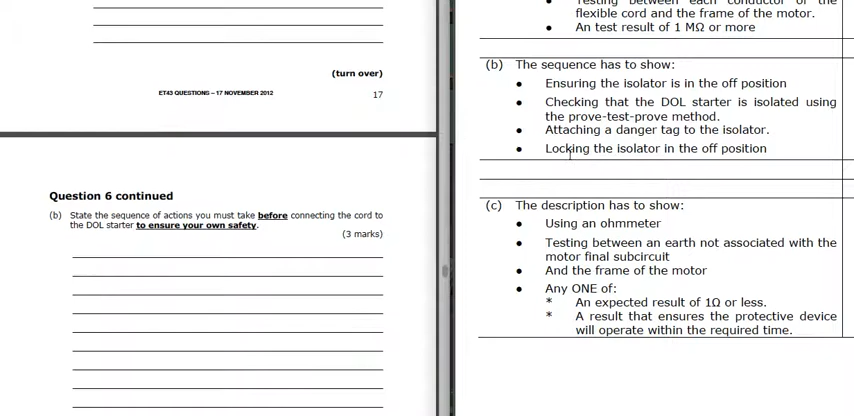 (turn over)
ET43 QUESTIONS – 17 NOVEMBER 2012
17
Question 6 continued
(b) State the sequence of actions you must take before connecting the cord to
the DOL starter to ensure your own safety.
(3 marks)
Testing between each conductor of the
flexible cord and the frame of the motor.
• An test result of 1 MΩ or more
(b) The sequence has to show:
• Ensuring the isolator is in the off position
• Checking that the DOL starter is isolated using
the prove-test-prove method.
• Attaching a danger tag to the isolator.
• Locking the isolator in the off position
(c) The description has to show:
• Using an ohmmeter
• Testing between an earth not associated with the
motor final subcircuit
• And the frame of the motor
• Any ONE of:
* An expected result of 1Ω or less.
* A result that ensures the protective device
will operate within the required time.